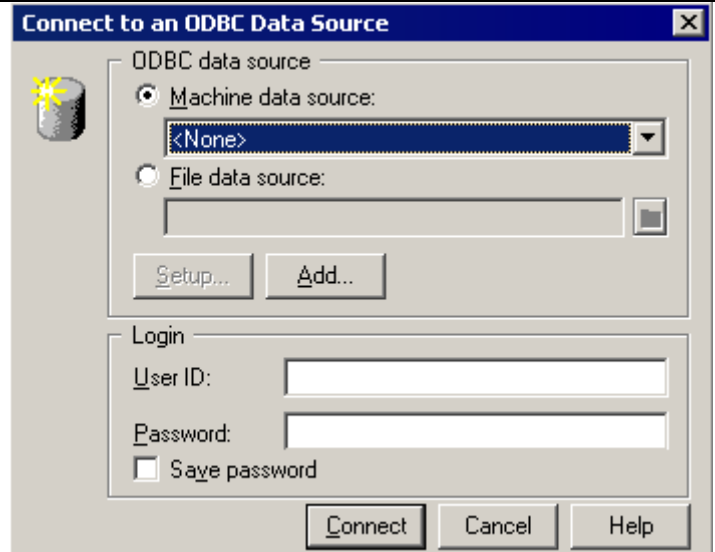 Connect to an ODBC Data Source
ODBC data source
Machine data source:
<None>
File data source:
Setup... Add...
Login
User ID:
Password:
Save password
Connect Cancel Help